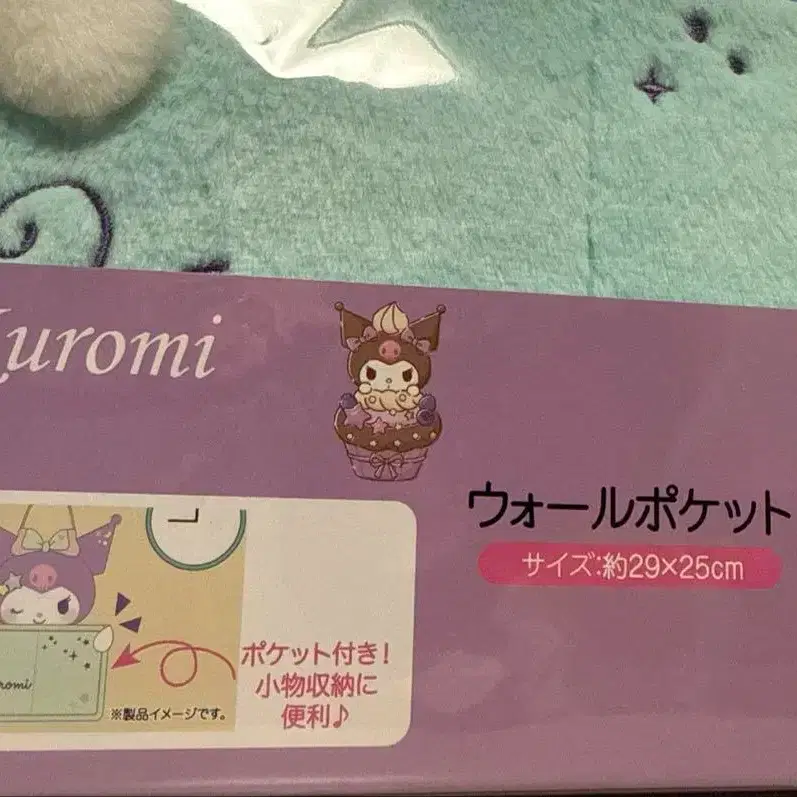 Kuromi
ウォールポケット
サイズ:約29×25cm
ポケット付き!
小物収納に
便利♪
※製品イメージです。